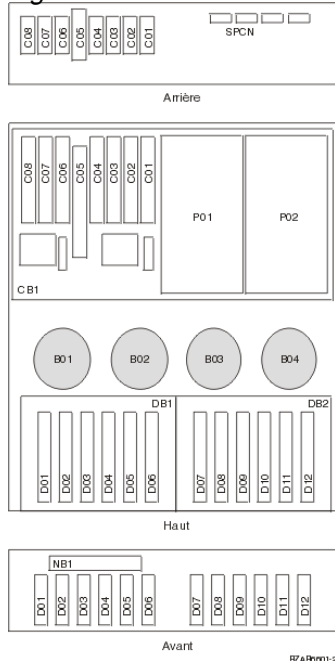 C08 C07 C06 C05 C04 C03 C02 C01
SPCN
Arrière
C08 C07 C06 C05 C04 C03 C02 C01
P01 P02
CB1
B01 B02 B03 B04
DB1 DB2
D01 D02 D03 D04 D05 D06 D07 D08 D09 D10 D11 D12
Haut
NB1
D01 D02 D03 D04 D05 D06 D07 D08 D09 D10 D11 D12
Avant